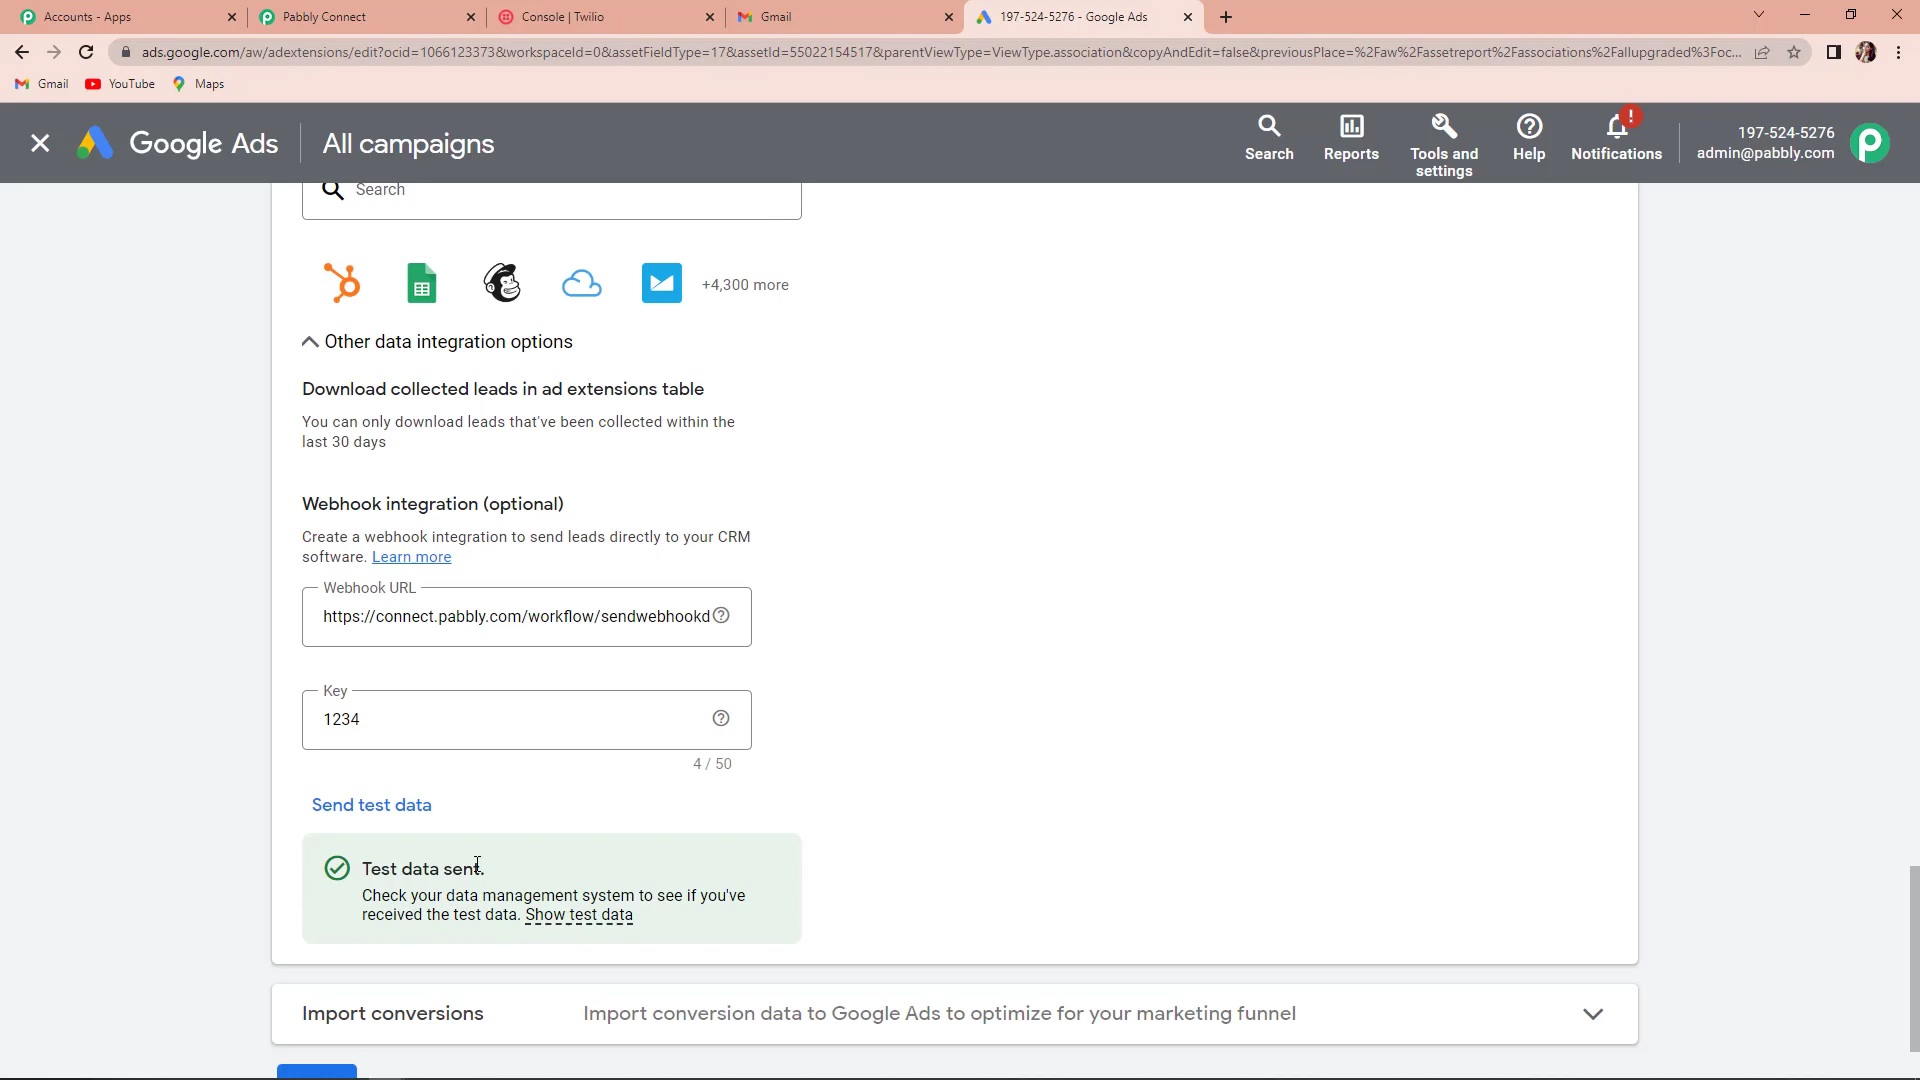 Accounts - Apps
Pabbly Connect
Console | Twilio
Gmail
197-524-5276 - Google Ads
ads.google.com/aw/adextensions/edit?ocid=1066123373&workspaceId=0&assetFieldType=17&assetId=55022154517&parentViewType=ViewType.association&copyAndEdit=false&previousPlace=%2Faw%2Fassetreport%2Fassociations%2Fallupgraded%3Foc...
Gmail
YouTube
Maps
Google Ads
All campaigns
Search
Reports
Tools and
settings
Help
!
Notifications
197-524-5276
admin@pabbly.com
Search
+4,300 more
Other data integration options
Download collected leads in ad extensions table
You can only download leads that've been collected within the
last 30 days
Webhook integration (optional)
Create a webhook integration to send leads directly to your CRM
software. Learn more
Webhook URL
https://connect.pabbly.com/workflow/sendwebhookd
Key
1234
4 / 50
Send test data
Test data sent.
Check your data management system to see if you've
received the test data. Show test data
Import conversions
Import conversion data to Google Ads to optimize for your marketing funnel